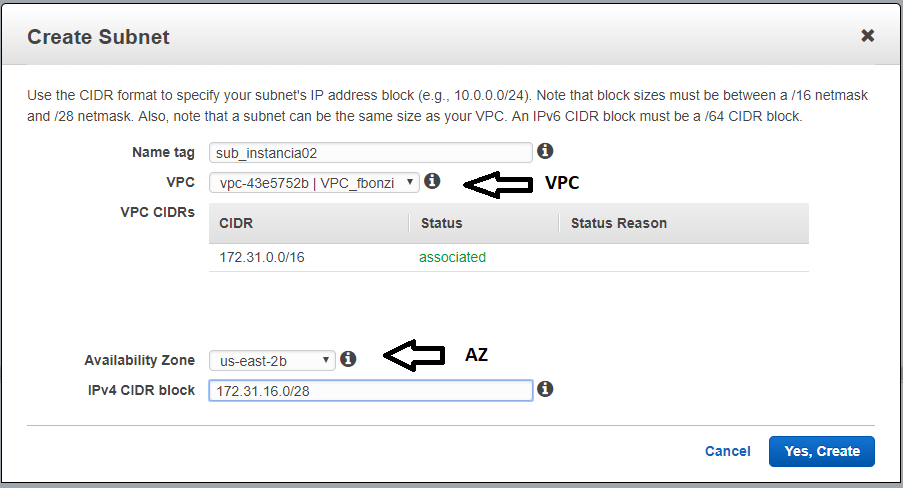 Create Subnet
Use the CIDR format to specify your subnet's IP address block (e.g., 10.0.0.0/24). Note that block sizes must be between a /16 netmask
and /28 netmask. Also, note that a subnet can be the same size as your VPC. An IPv6 CIDR block must be a /64 CIDR block.
Name tag sub_instancia02
VPC vpc-43e5752b | VPC_fbonzi VPC
VPC CIDRs
CIDR Status Status Reason
172.31.0.0/16 associated
Availability Zone us-east-2b AZ
IPv4 CIDR block 172.31.16.0/28
Cancel Yes, Create